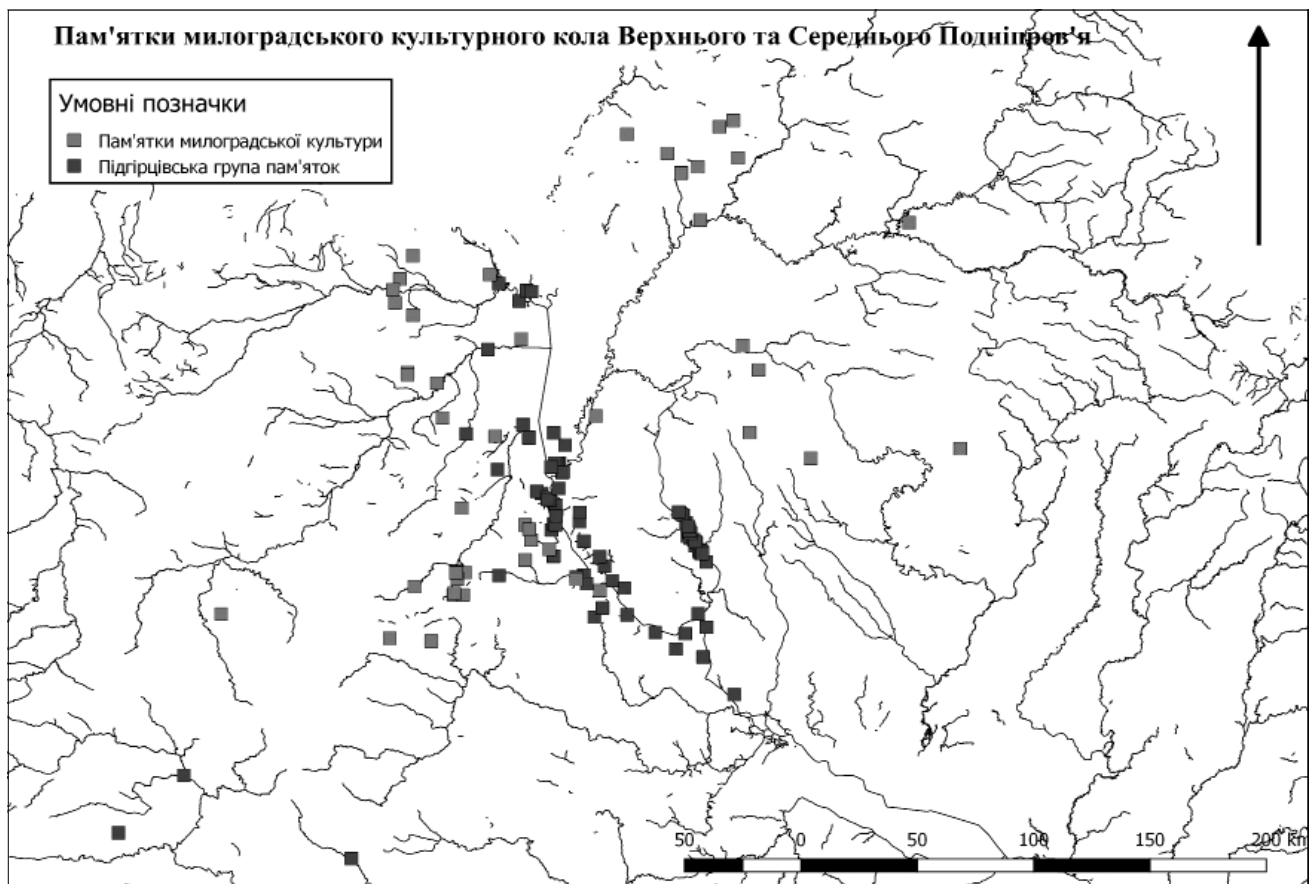 Пам'ятки милоградського культурного кола Верхнього та Середнього Подніпров'я
Умовні позначки
Пам'ятки милоградської культури
Підгірцівська група пам'яток
50 0 50 100 150 200 km